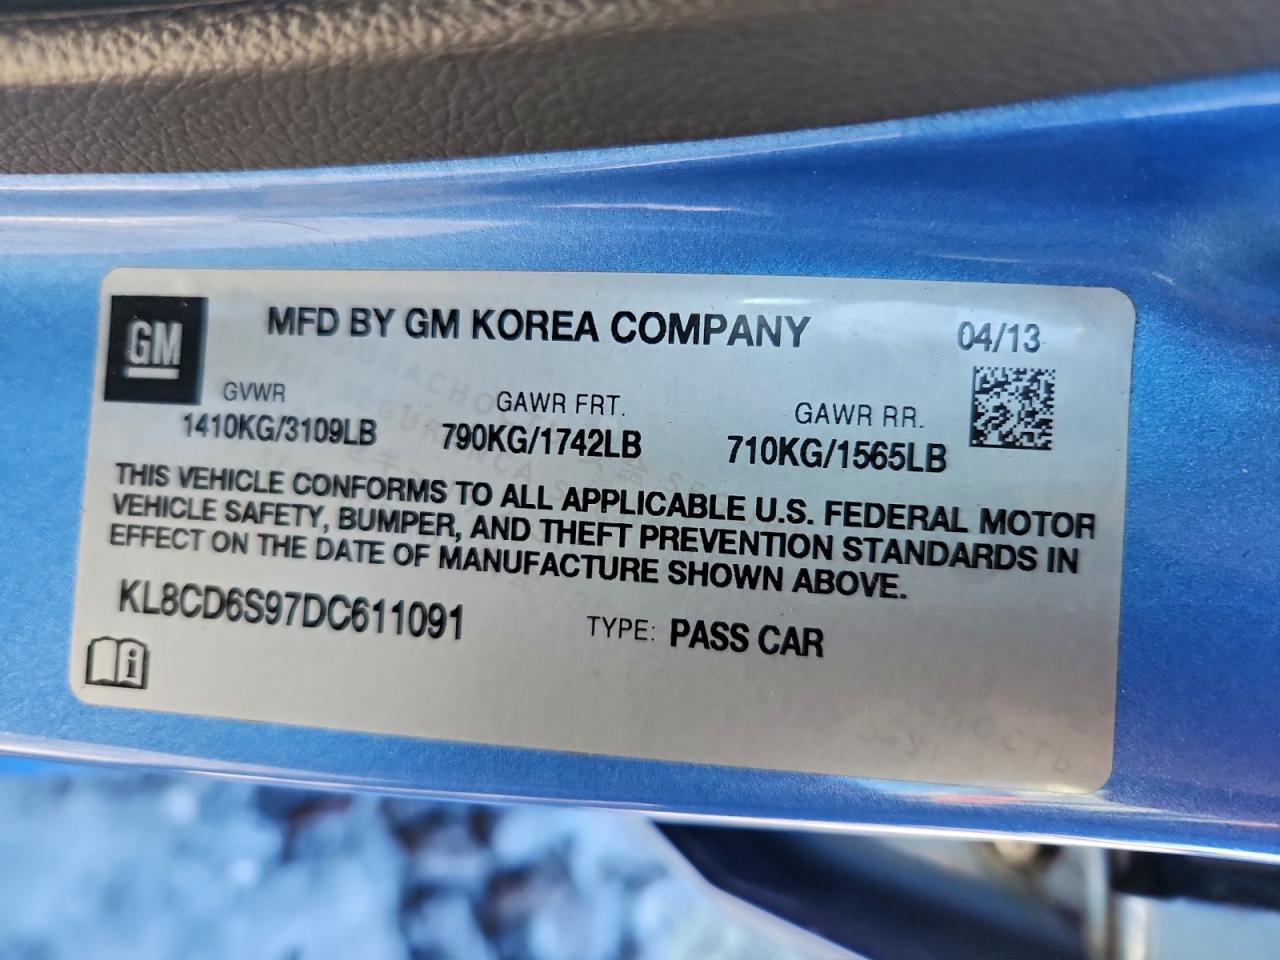 GM
MFD BY GM KOREA COMPANY
04/13
GVWR
1410KG/3109LB
GAWR FRT.
790KG/1742LB
GAWR RR.
710KG/1565LB
THIS VEHICLE CONFORMS TO ALL APPLICABLE U.S. FEDERAL MOTOR
VEHICLE SAFETY, BUMPER, AND THEFT PREVENTION STANDARDS IN
EFFECT ON THE DATE OF MANUFACTURE SHOWN ABOVE.
KL8CD6S97DC611091
TYPE: PASS CAR